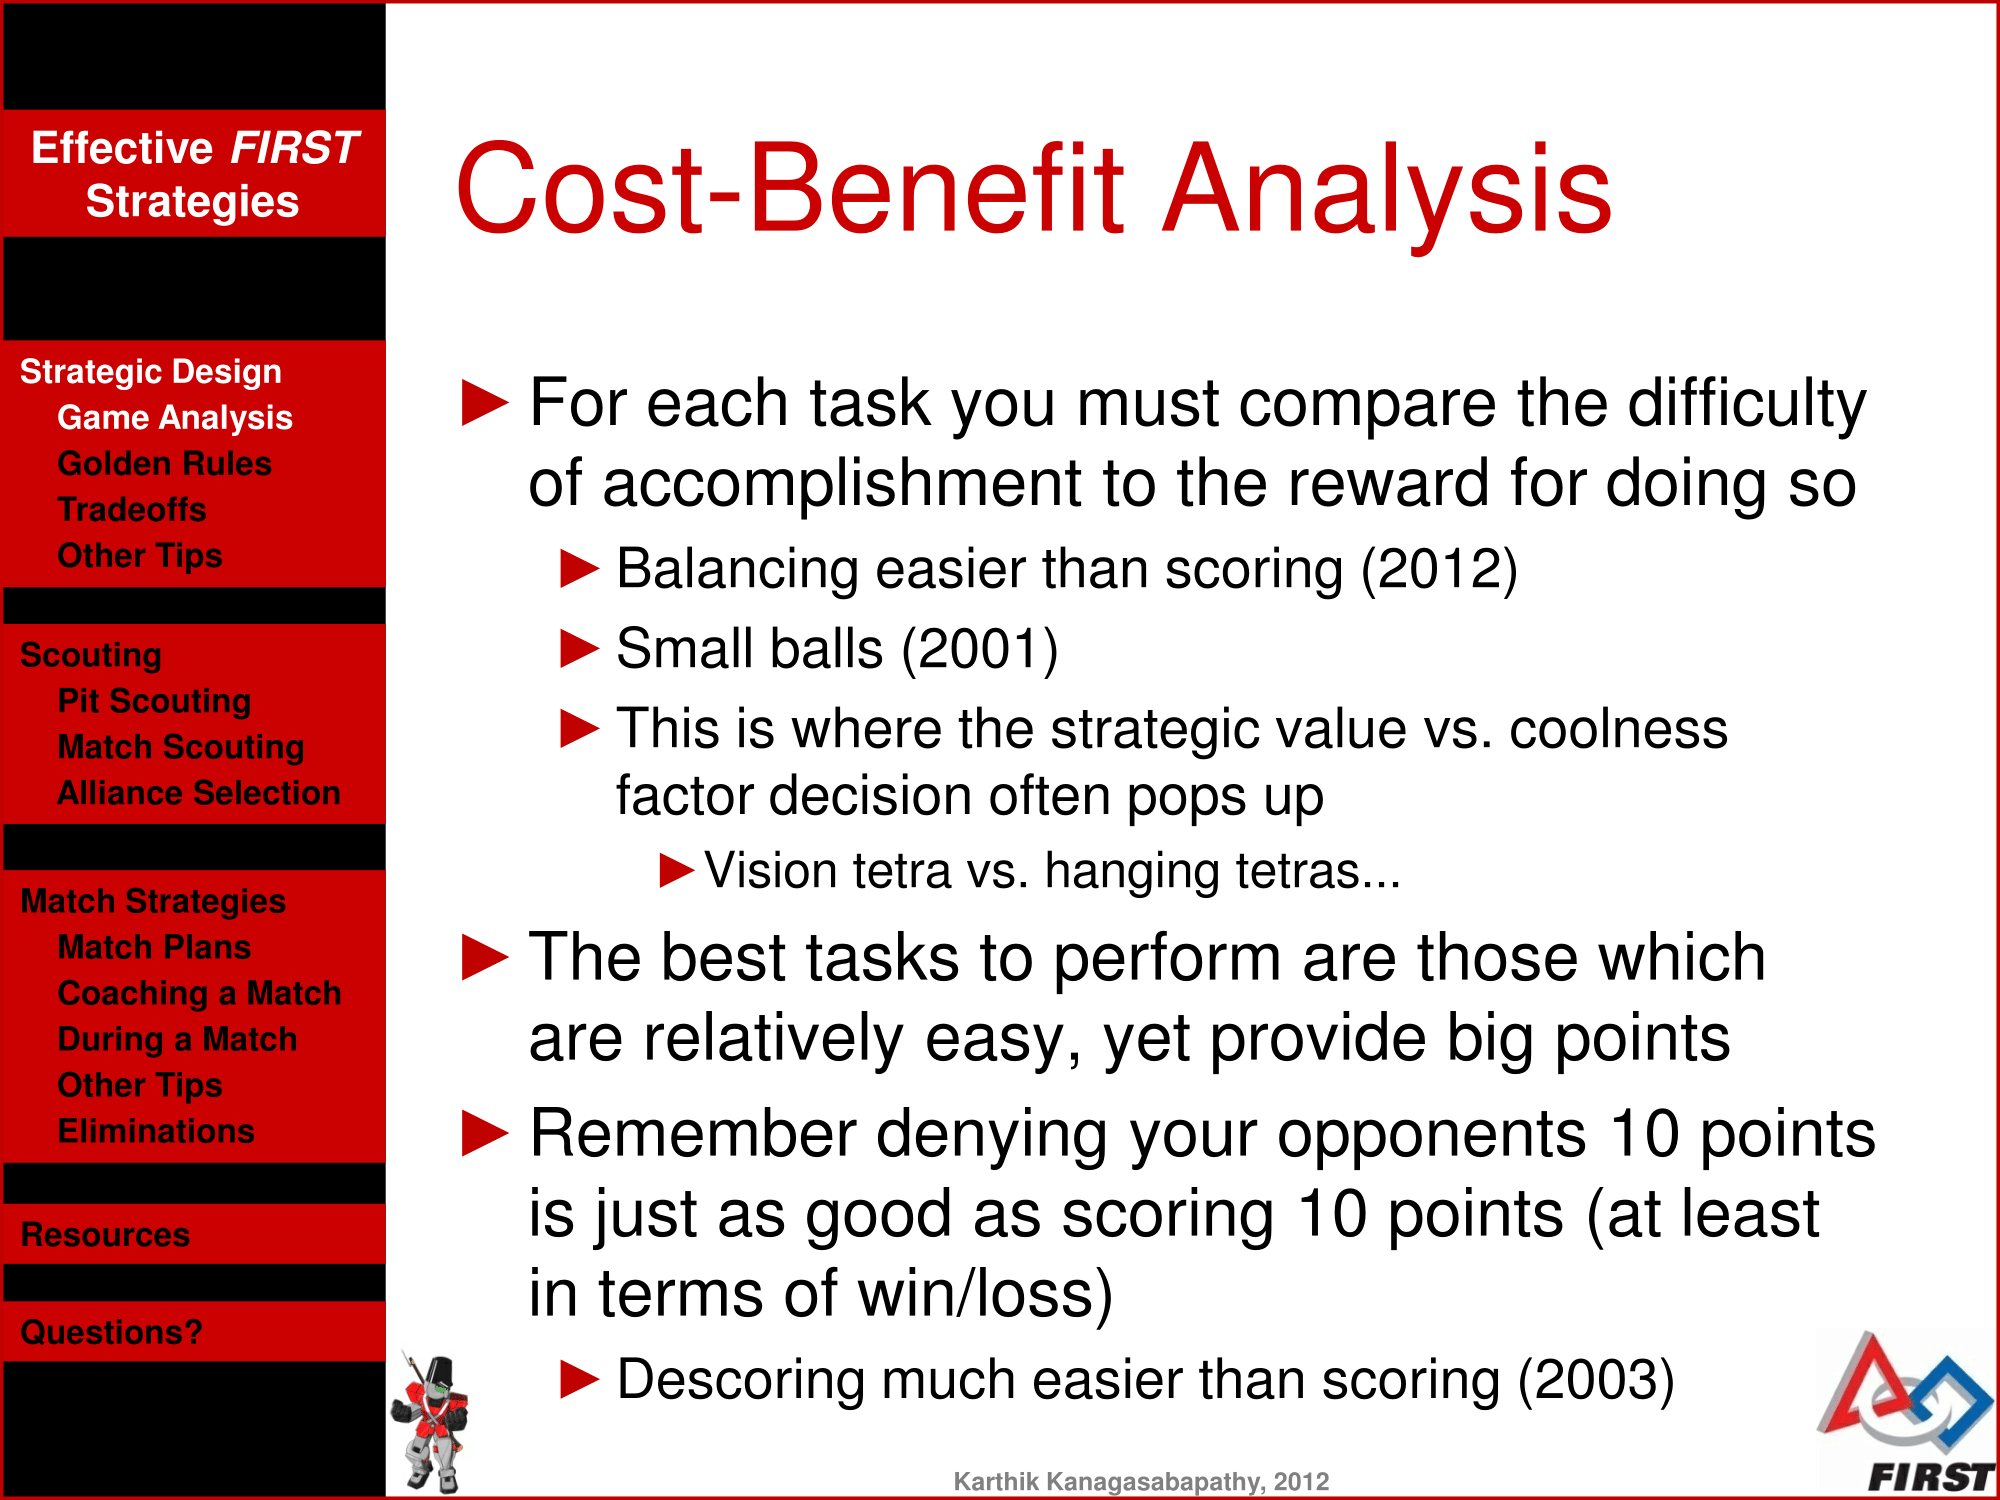 Effective FIRST
Strategies
Strategic Design
Game Analysis
Golden Rules
Tradeoffs
Other Tips
Scouting
Pit Scouting
Match Scouting
Alliance Selection
Match Strategies
Match Plans
Coaching a Match
During a Match
Other Tips
Eliminations
Resources
Questions?
Cost-Benefit Analysis
For each task you must compare the difficulty
of accomplishment to the reward for doing so
Balancing easier than scoring (2012)
Small balls (2001)
This is where the strategic value vs. coolness
factor decision often pops up
Vision tetra vs. hanging tetras...
The best tasks to perform are those which
are relatively easy, yet provide big points
Remember denying your opponents 10 points
is just as good as scoring 10 points (at least
in terms of win/loss)
Descoring much easier than scoring (2003)
Karthik Kanagasabapathy, 2012
FIRST